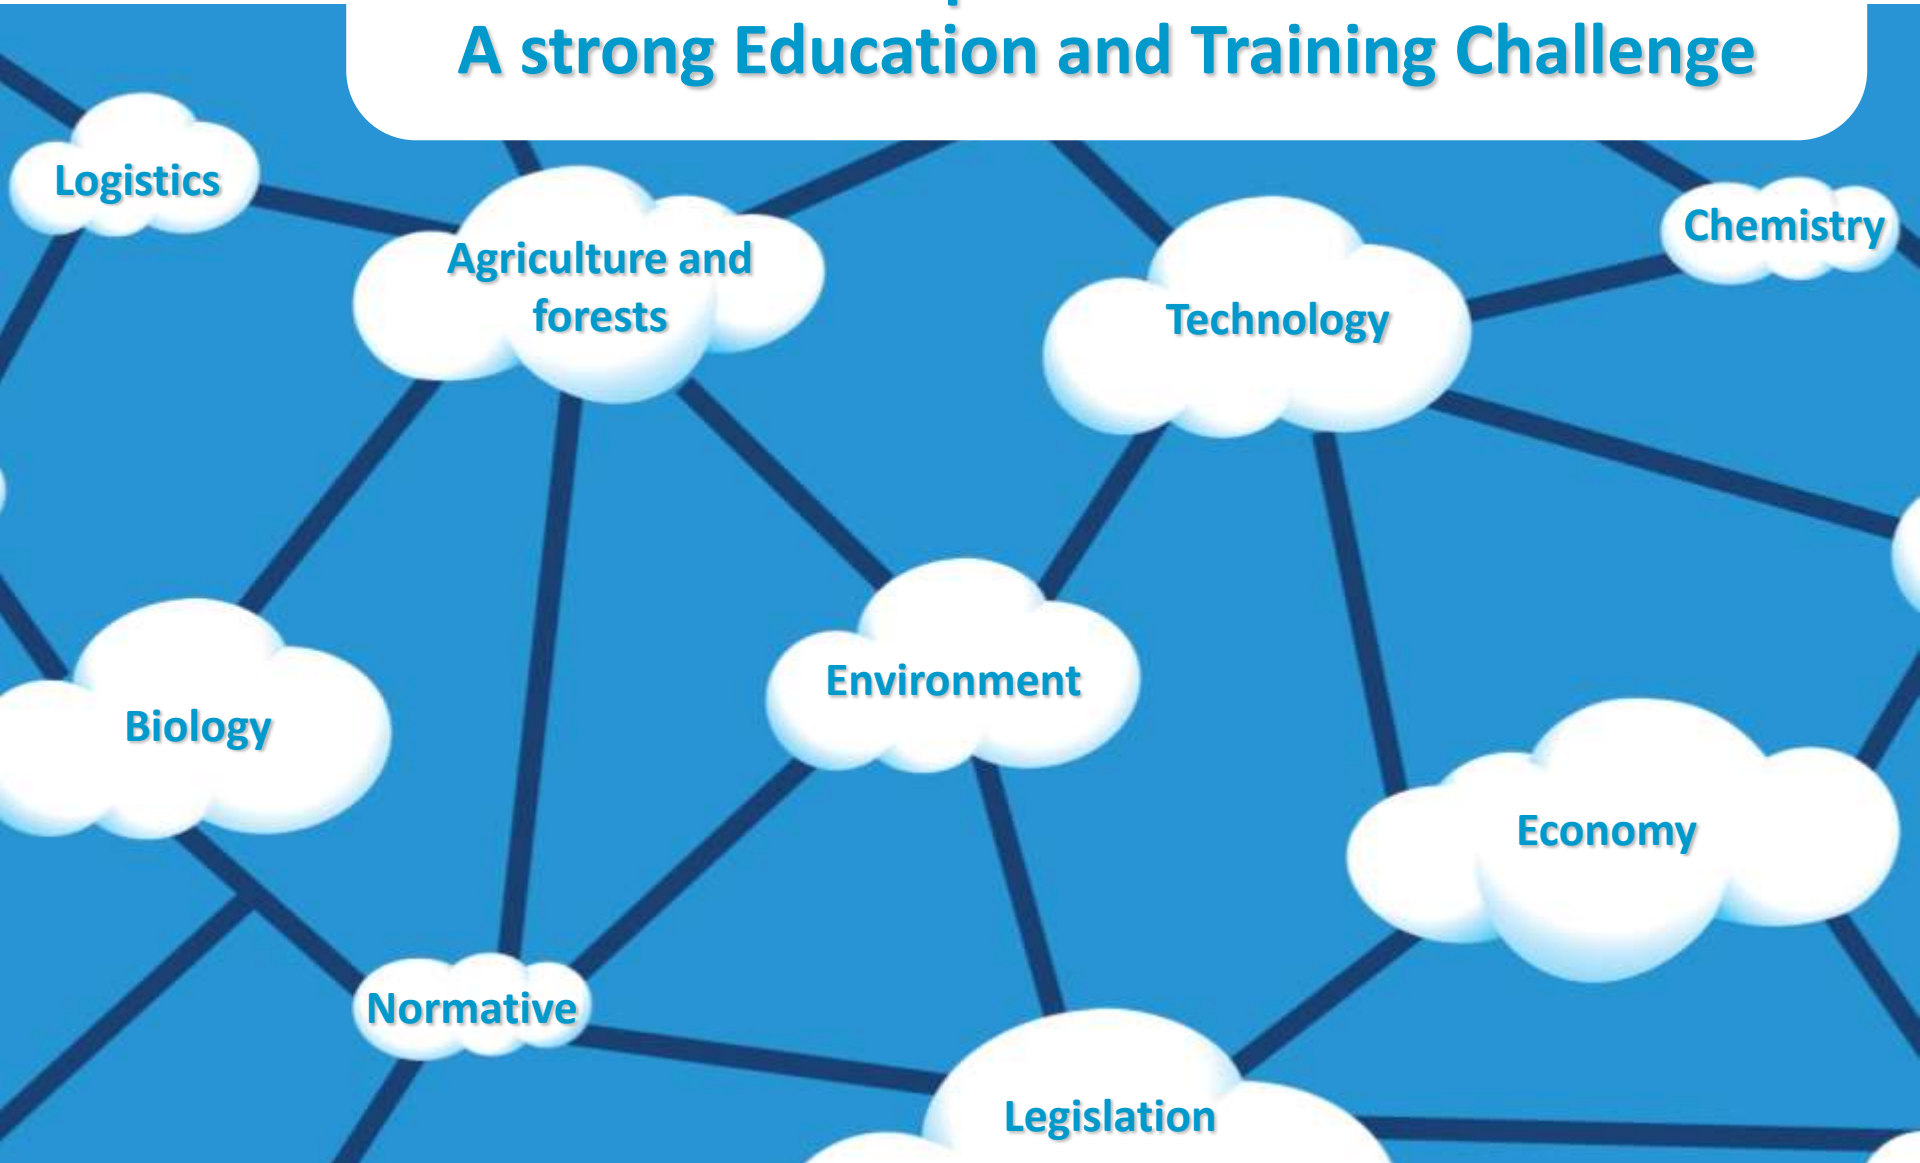 A strong Education and Training Challenge
Logistics
Agriculture and
forests
Technology
Chemistry
Environment
Biology
Economy
Normative
Legislation